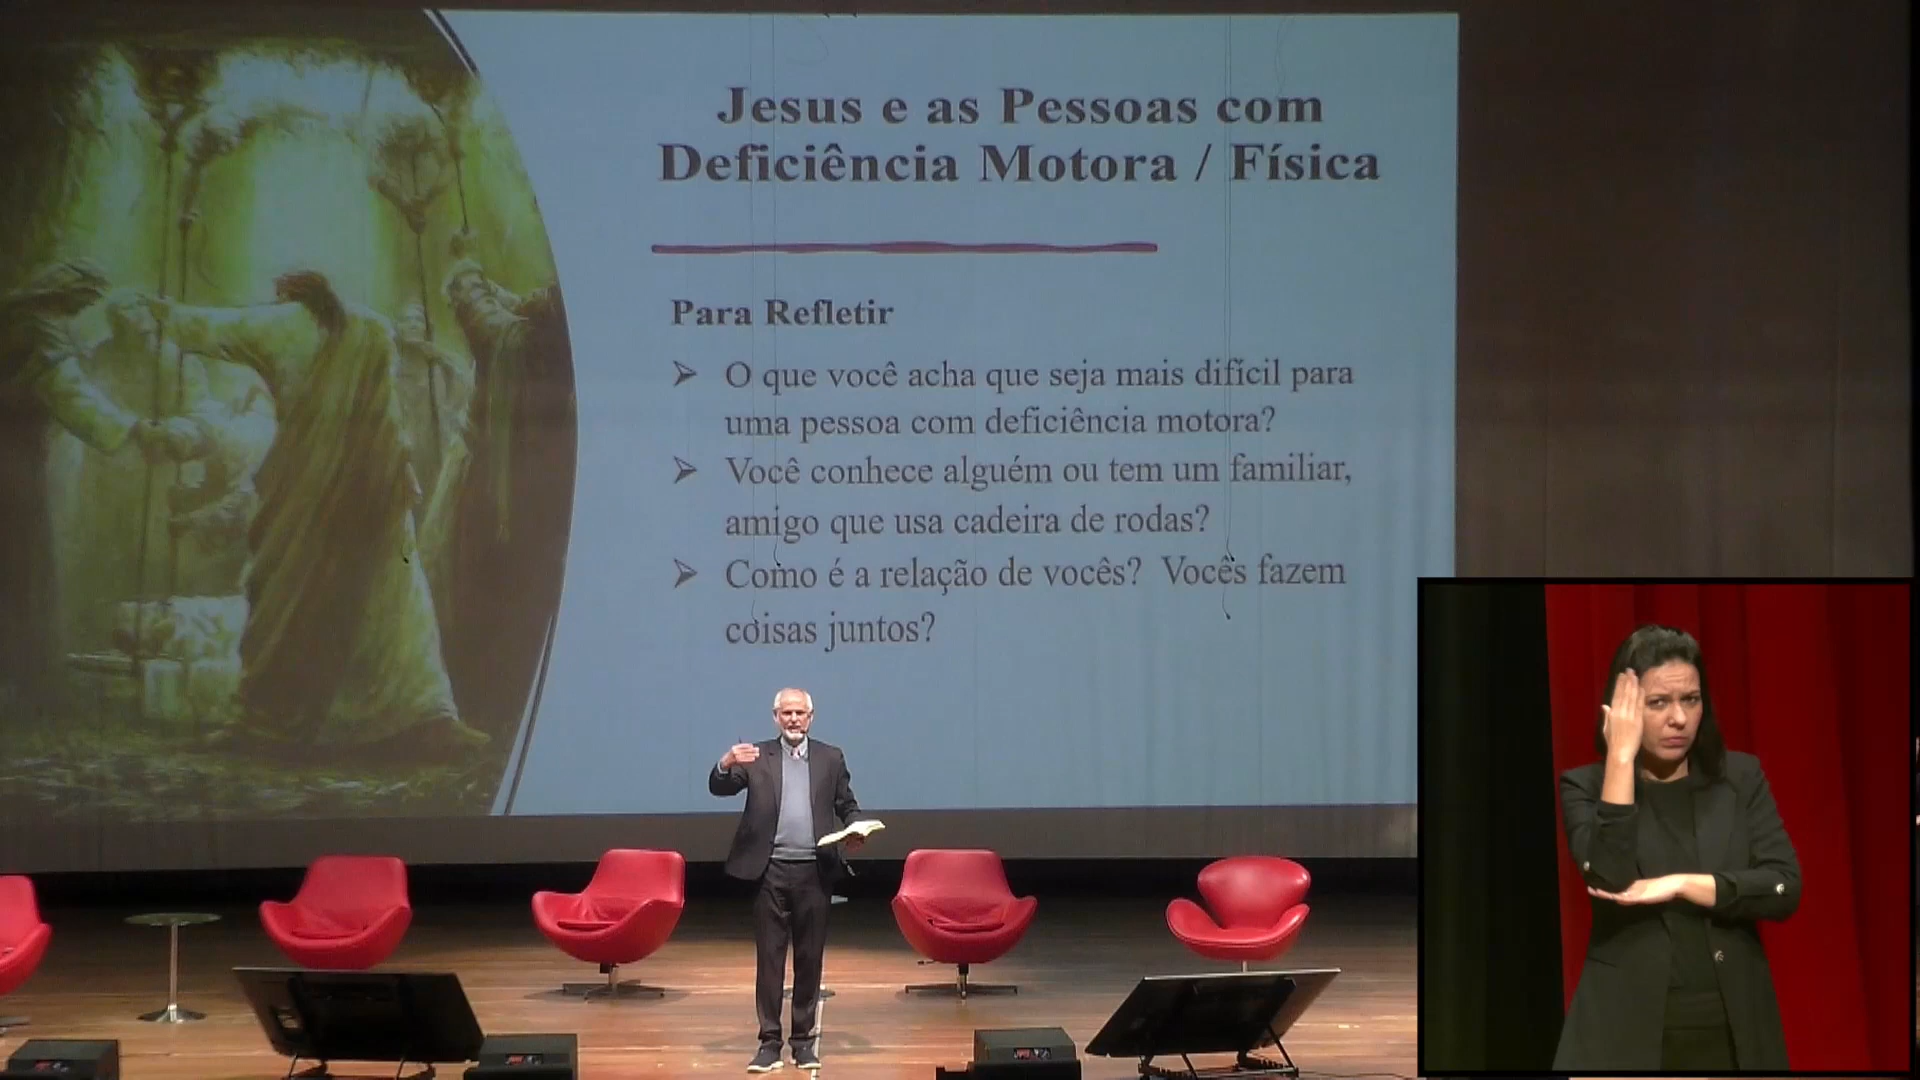 Jesus e as Pessoas com
Deficiência Motora / Física
Para Refletir
➢ O que você acha que seja mais difícil para
uma pessoa com deficiência motora?
➢ Você conhece alguém ou tem um familiar,
amigo que usa cadeira de rodas?
➢ Como é a relação de vocês? Vocês fazem
coisas juntos?